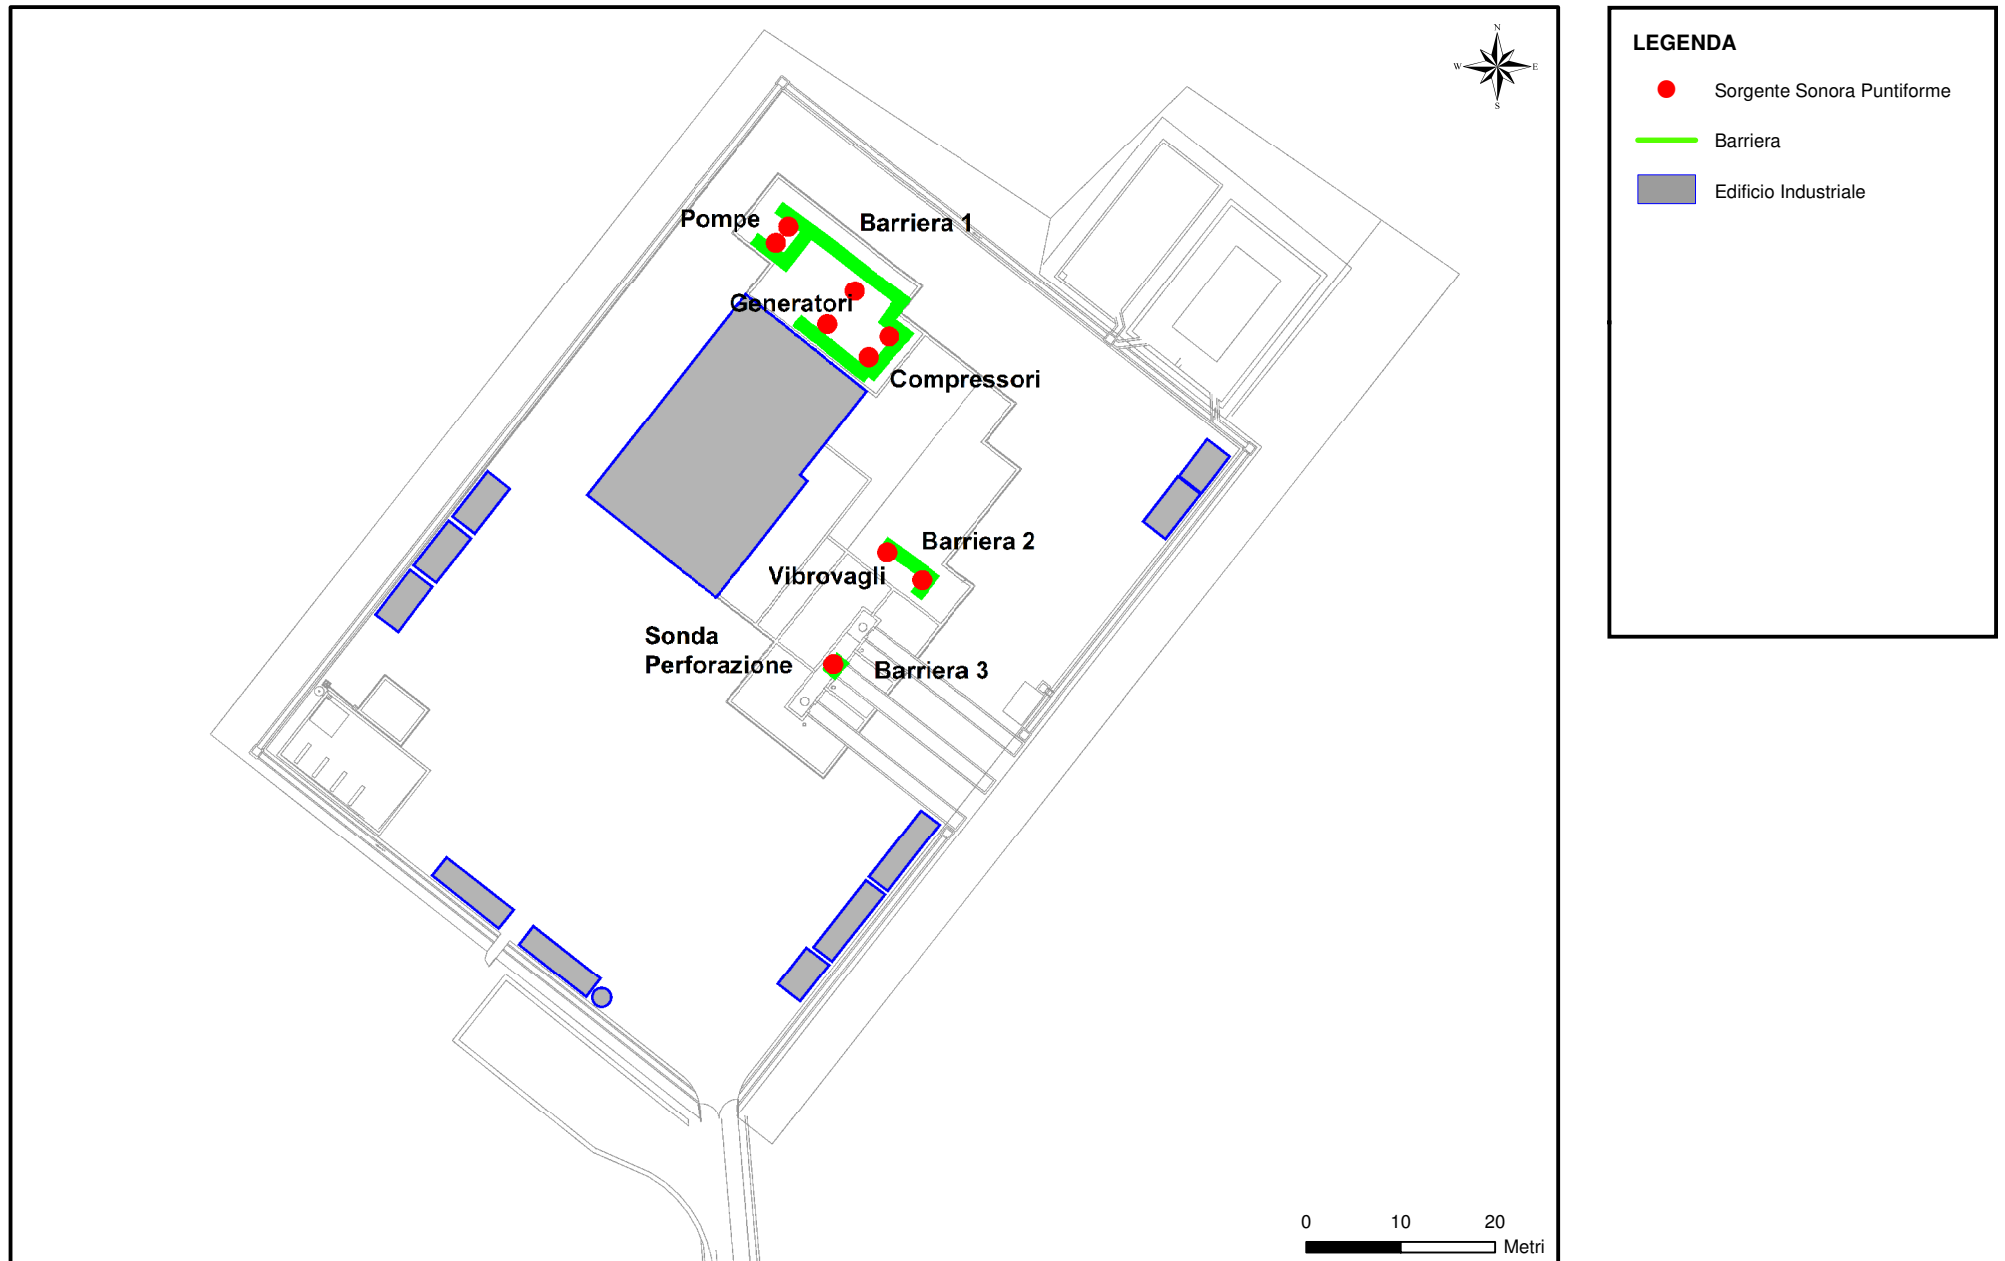 N
W
E
S
Pompe
Barriera 1
Generatori
Compressori
Barriera 2
Vibrovagli
Sonda
Perforazione
Barriera 3
0 10 20
Metri
LEGENDA
Sorgente Sonora Puntiforme
Barriera
Edificio Industriale